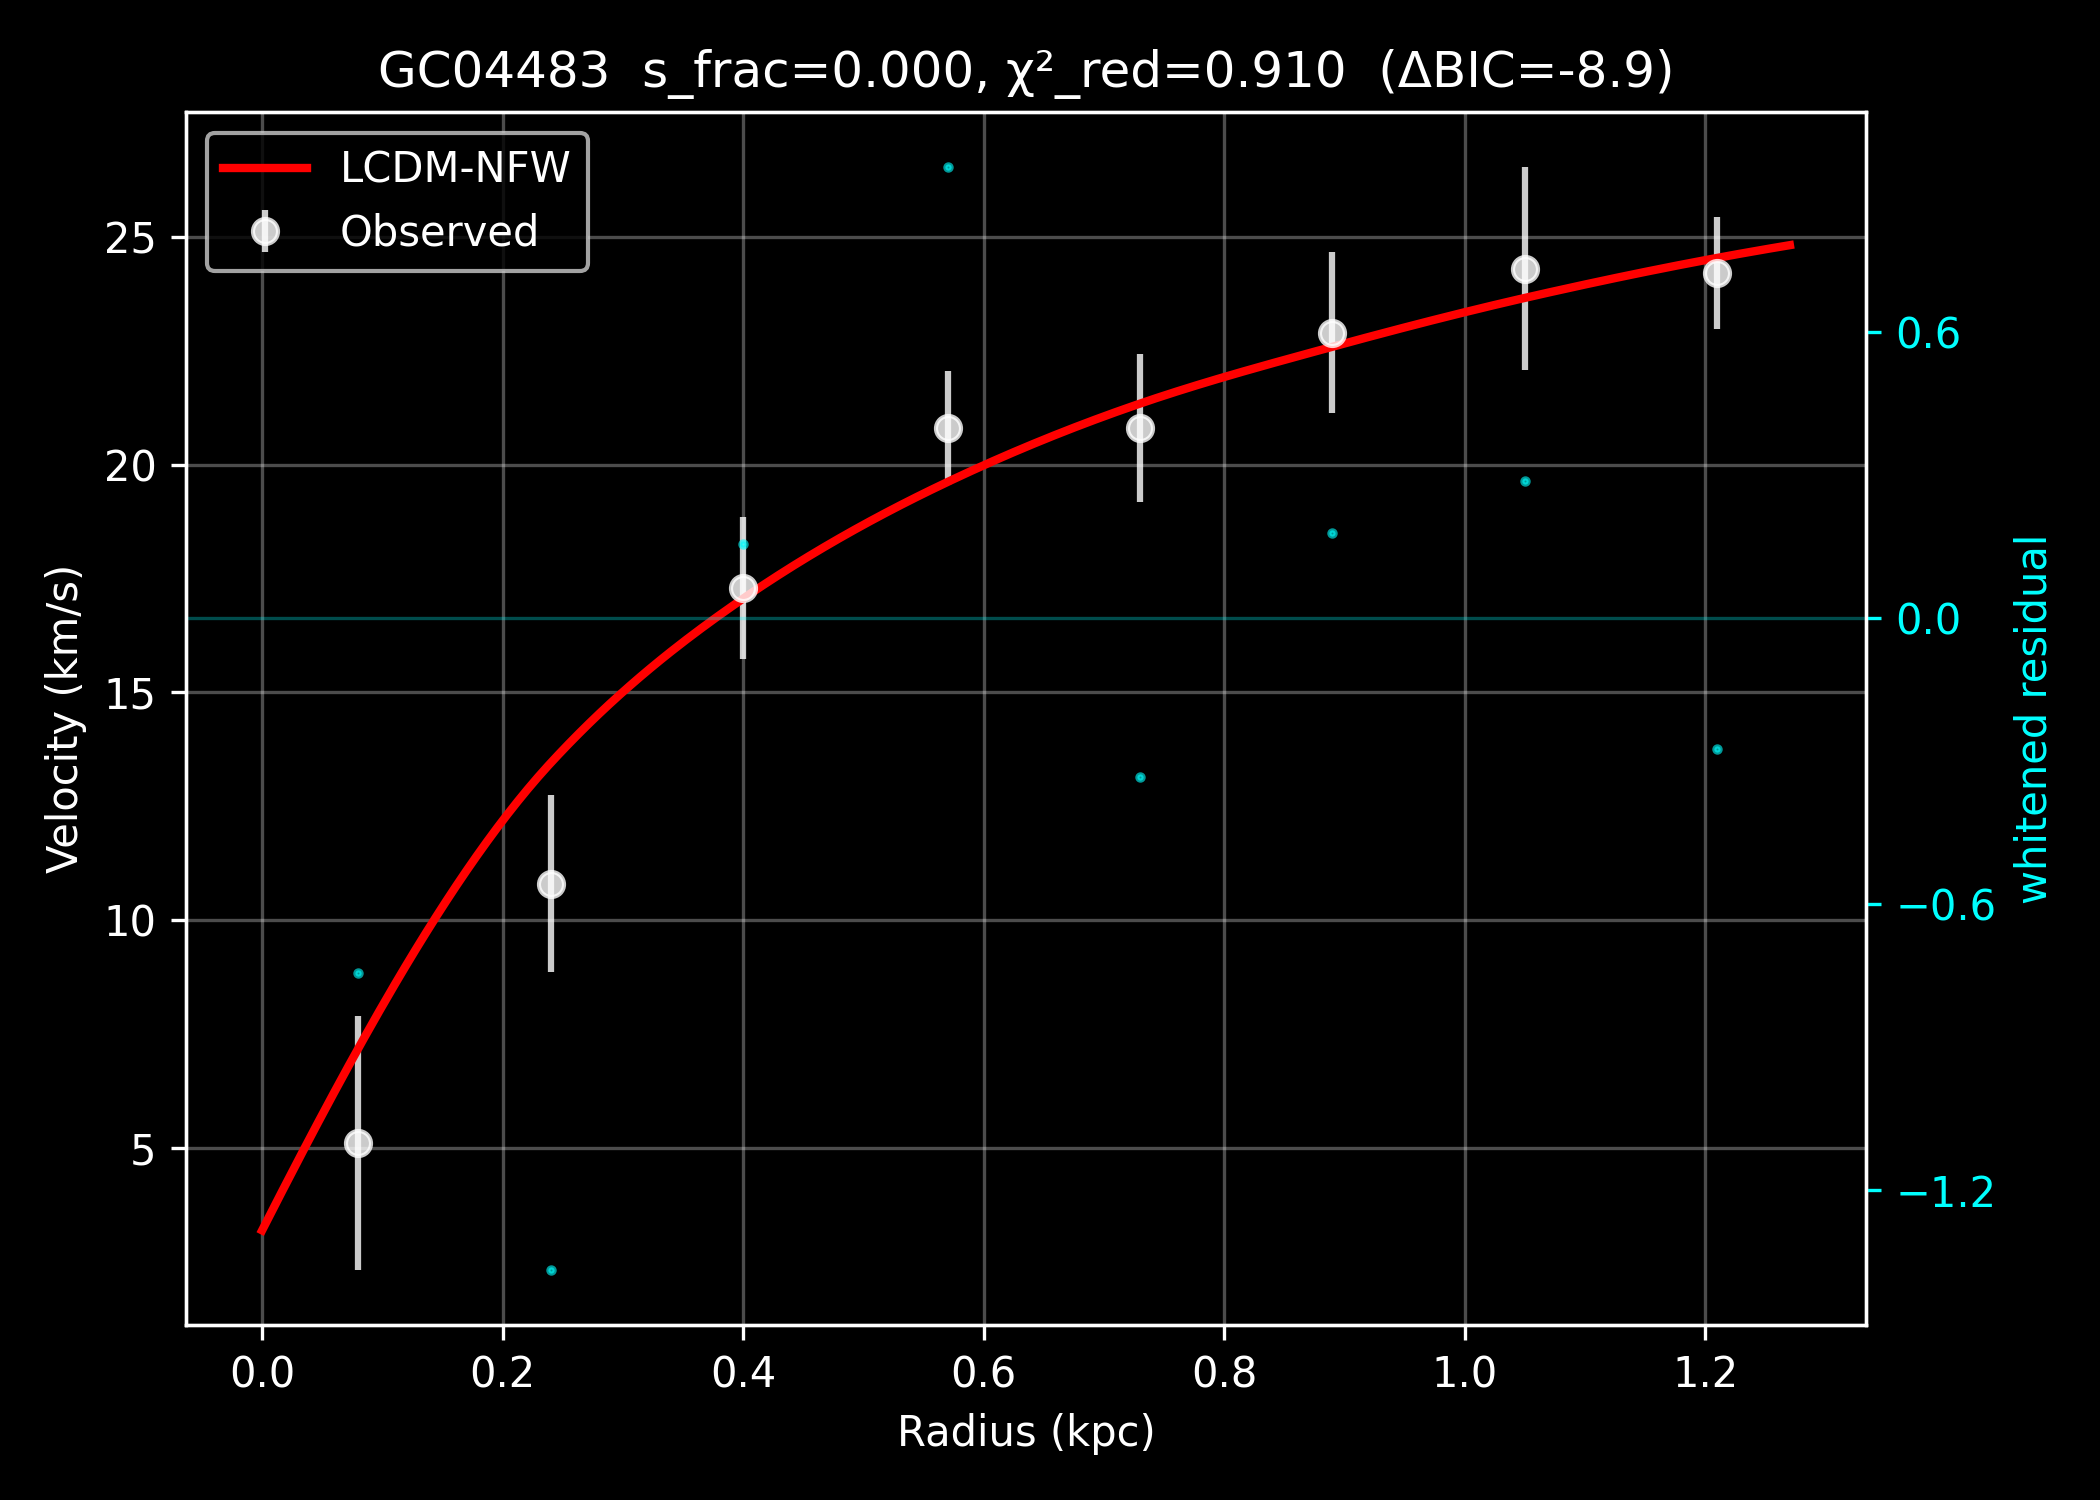 GC04483  s_frac=0.000, χ²_red=0.910  (ΔBIC=-8.9)
LCDM-NFW
Observed
25
20
15
10
5
Velocity (km/s)
0.6
0.0
−0.6
−1.2
whitened residual
0.0
0.2
0.4
0.6
0.8
1.0
1.2
Radius (kpc)